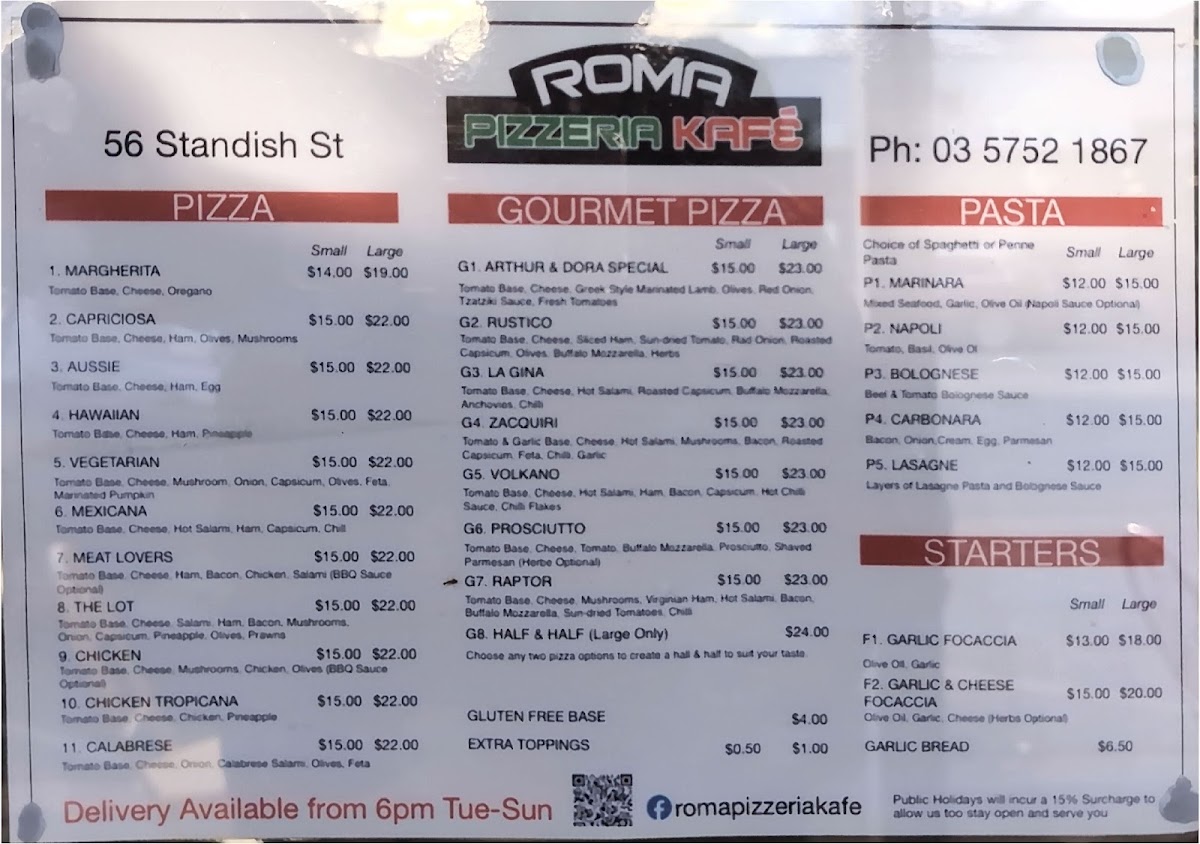 ROMA
PIZZERIA KAFÉ
56 Standish St
Ph: 03 5752 1867
PIZZA
Small Large
1. MARGHERITA $14.00 $19.00
Tomato Base, Cheese, Oregano
2. CAPRICIOSA $15.00 $22.00
Tomato Base, Cheese, Ham, Olives, Mushrooms
3. AUSSIE $15.00 $22.00
Tomato Base, Cheese, Ham, Egg
4. HAWAIIAN $15.00 $22.00
Tomato Base, Cheese, Ham, Pineapple
5. VEGETARIAN $15.00 $22.00
Tomato Base, Cheese, Mushroom, Onion, Capsicum, Olives, Feta,
Marinated Pumpkin
6. MEXICANA $15.00 $22.00
Tomato Base, Cheese, Hot Salami, Ham, Capsicum, Chill
7. MEAT LOVERS $15.00 $22.00
Tomato Base, Cheese, Ham, Bacon, Chicken, Salami (BBQ Sauce
Optional)
8. THE LOT $15.00 $22.00
Tomato Base, Cheese, Salami, Ham, Bacon, Mushrooms,
Onion, Capsicum, Pineapple, Olives, Prawns
9. CHICKEN $15.00 $22.00
Tomato Base, Cheese, Mushrooms, Chicken, Olives (BBQ Sauce
Optional)
10. CHICKEN TROPICANA $15.00 $22.00
Tomato Base, Cheese, Chicken, Pineapple
11. CALABRESE $15.00 $22.00
Tomato Base, Cheese, Onion, Calabrese Salami, Olives, Feta
GOURMET PIZZA
Small Large
G1. ARTHUR & DORA SPECIAL $15.00 $23.00
Tomato Base, Cheese, Greek Style Marinated Lamb, Olives, Red Onion,
Tzatziki Sauce, Fresh Tomatoes
G2. RUSTICO $15.00 $23.00
Tomato Base, Cheese, Sliced Ham, Sun-dried Tomato, Rad Onion, Roasted
Capsicum, Olives, Buffalo Mozzarella, Herbs
G3. LA GINA $15.00 $23.00
Tomato Base, Cheese, Hot Salami, Roasted Capsicum, Buffalo Mozzarella,
Anchovies, Chilli
G4. ZACQUIRI $15.00 $23.00
Tomato & Garlic Base, Cheese, Hot Salami, Mushrooms, Bacon, Roasted
Capsicum, Feta, Chilli, Garlic
G5. VOLKANO $15.00 $23.00
Tomato Base, Cheese, Hot Salami, Ham, Bacon, Capsicum, Hot Chilli
Sauce, Chilli Flakes
G6. PROSCIUTTO $15.00 $23.00
Tomato Base, Cheese, Tomato, Buffalo Mozzarella, Prosciutto, Shaved
Parmesan (Herbe Optional)
G7. RAPTOR $15.00 $23.00
Tomato Base, Cheese, Mushrooms, Virginian Ham, Hot Salami, Bacon,
Buffalo Mozzarella, Sun-dried Tomatoes, Chilli
G8. HALF & HALF (Large Only) $24.00
Choose any two pizza options to create a half & half to suit your taste.
GLUTEN FREE BASE $4.00
EXTRA TOPPINGS $0.50 $1.00
PASTA
Choice of Spaghetti or Penne
Pasta
Small Large
P1. MARINARA $12.00 $15.00
Mixed Seafood, Garlic, Olive Oil (Napoli Sauce Optional)
P2. NAPOLI $12.00 $15.00
Tomato, Basil, Olive Oil
P3. BOLOGNESE $12.00 $15.00
Beef & Tomato Bolognese Sauce
P4. CARBONARA $12.00 $15.00
Bacon, Onion,Cream, Egg, Parmesan
P5. LASAGNE $12.00 $15.00
Layers of Lasagne Pasta and Bolognese Sauce
STARTERS
Small Large
F1. GARLIC FOCACCIA $13.00 $18.00
Olive Oil, Garlic
F2. GARLIC & CHEESE
FOCACCIA $15.00 $20.00
Olive Oil, Garlic, Cheese (Herbs Optional)
GARLIC BREAD $6.50
Delivery Available from 6pm Tue-Sun
romapizzeriakafe
Public Holidays will incur a 15% Surcharge to
allow us too stay open and serve you